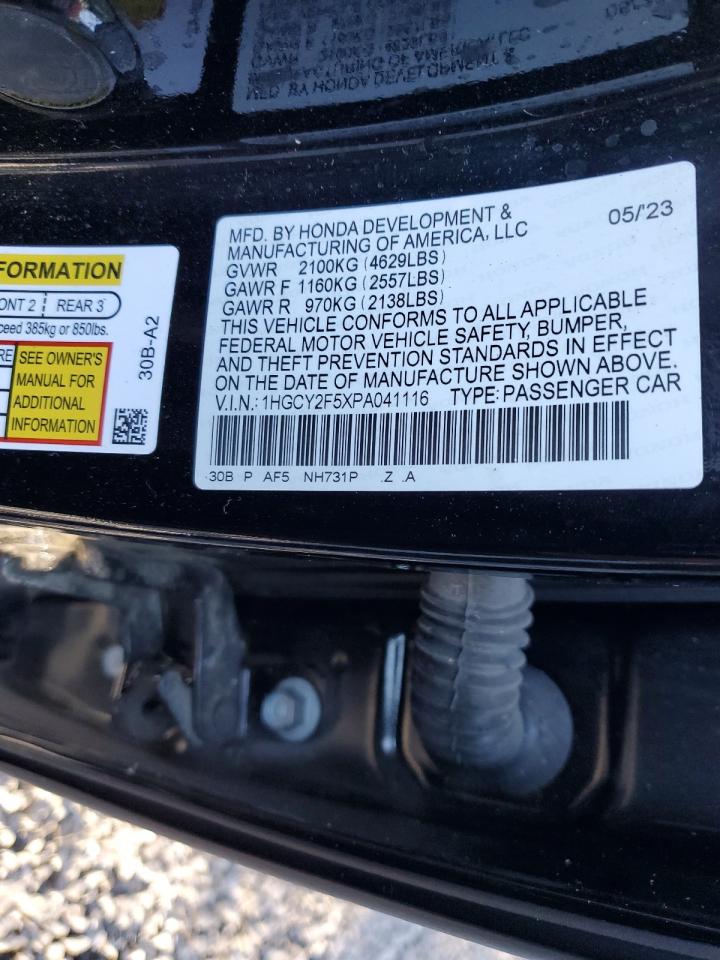 MFD. BY HONDA DEVELOPMENT &
MANUFACTURING OF AMERICA, LLC
05/'23
GVWR 2100KG (4629LBS)
GAWR F 1160KG (2557LBS)
GAWR R 970KG (2138LBS)
THIS VEHICLE CONFORMS TO ALL APPLICABLE
FEDERAL MOTOR VEHICLE SAFETY, BUMPER,
AND THEFT PREVENTION STANDARDS IN EFFECT
ON THE DATE OF MANUFACTURE SHOWN ABOVE.
V.I.N.: 1HGCY2F5XPA041116 TYPE: PASSENGER CAR
30B P AF5 NH731P .Z .A
FORMATION
ONT 2 REAR 3
ceed 385kg or 850lbs.
RE
SEE OWNER'S
MANUAL FOR
ADDITIONAL
INFORMATION
30B-A2